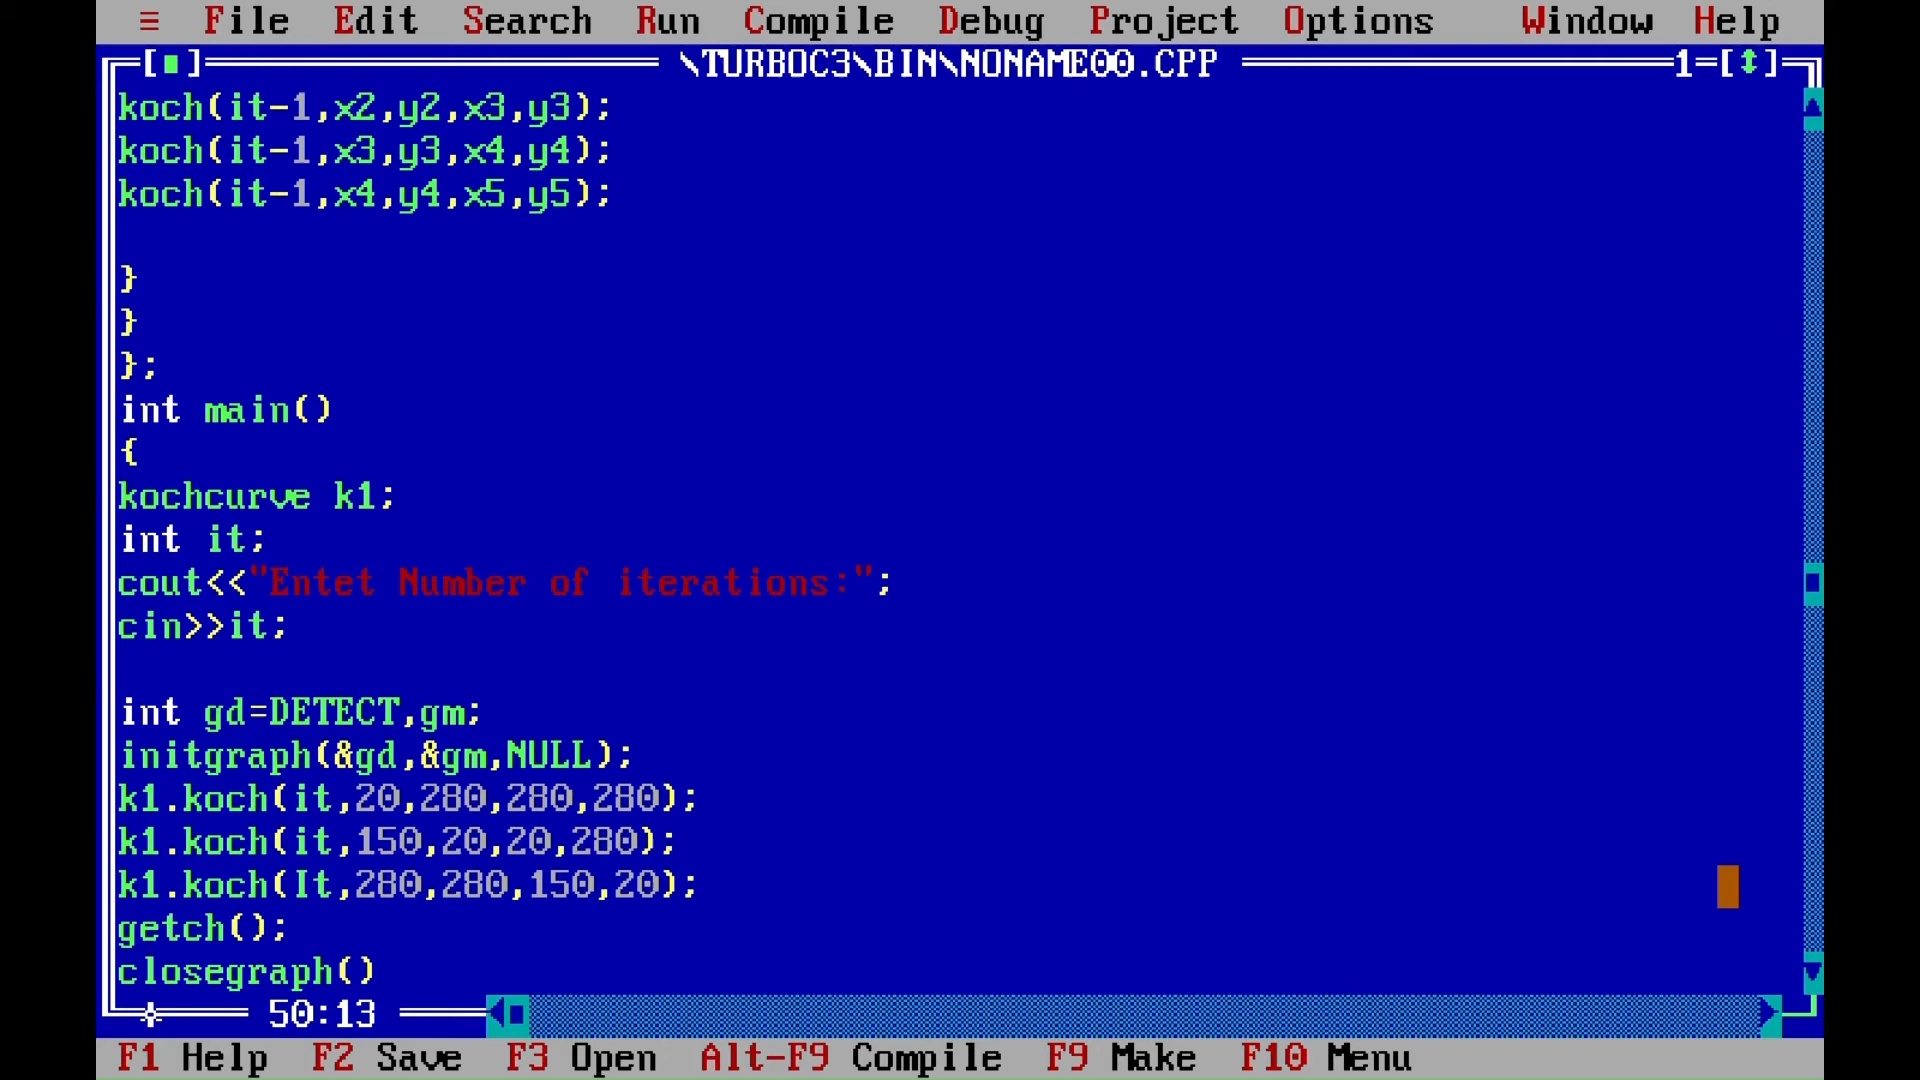 ≡ File Edit Search Run Compile Debug Project Options Window Help
[■] \TURBOC3\BIN\NONAME00.CPP 1=[↕]
koch(it-1,x2,y2,x3,y3);
koch(it-1,x3,y3,x4,y4);
koch(it-1,x4,y4,x5,y5);
}
}
};
int main()
{
kochcurve k1;
int it;
cout<<"Entet Number of iterations:";
cin>>it;
int gd=DETECT,gm;
initgraph(&gd,&gm,NULL);
k1.koch(it,20,280,280,280);
k1.koch(it,150,20,20,280);
k1.koch(It,280,280,150,20);
getch();
closegraph()
50:13
F1 Help F2 Save F3 Open Alt-F9 Compile F9 Make F10 Menu